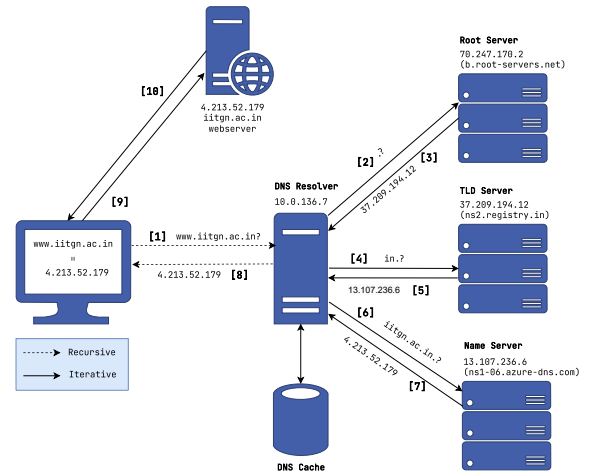 Root Server
70.247.170.2
(b.root-servers.net)
[10]
4.213.52.179
iitgn.ac.in
webserver
[2] .?
[3]
37.209.194.12
DNS Resolver
10.0.136.7
TLD Server
37.209.194.12
(ns2.registry.in)
[9]
[1] www.iitgn.ac.in?
www.iitgn.ac.in
=
4.213.52.179
4.213.52.179 [8]
[4] in.?
13.107.236.6 [5]
[6] iitgn.ac.in.?
4.213.52.179 [7]
Name Server
13.107.236.6
(ns1-06.azure-dns.com)
Recursive
Iterative
DNS Cache